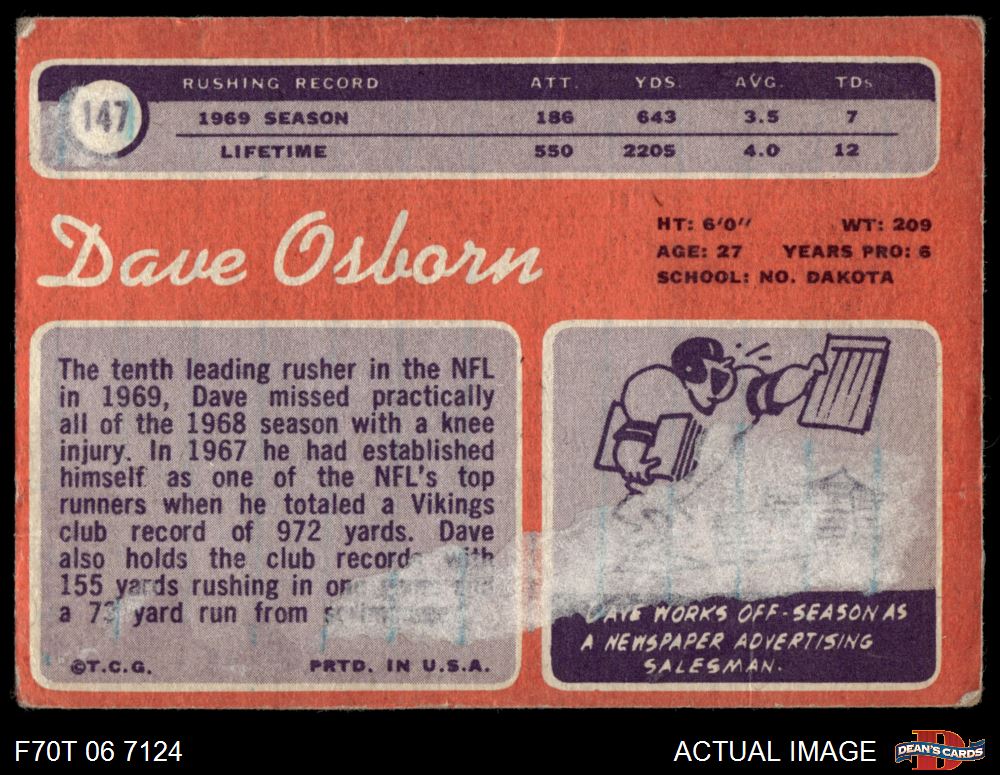 147
RUSHING RECORD ATT. YDS. AVG. TDs
1969 SEASON 186 643 3.5 7
LIFETIME 550 2205 4.0 12
Dave Osborn
HT: 6'0" WT: 209
AGE: 27 YEARS PRO: 6
SCHOOL: NO. DAKOTA
The tenth leading rusher in the NFL
in 1969, Dave missed practically
all of the 1968 season with a knee
injury. In 1967 he had established
himself as one of the NFL's top
runners when he totaled a Vikings
club record of 972 yards. Dave
also holds the club records with
155 yards rushing in one
a 73 yard run from
©T.C.G. PRTD. IN U.S.A.
DAVE WORKS OFF-SEASON AS
A NEWSPAPER ADVERTISING
SALESMAN.
F70T 06 7124
ACTUAL IMAGE
DEAN'S CARDS